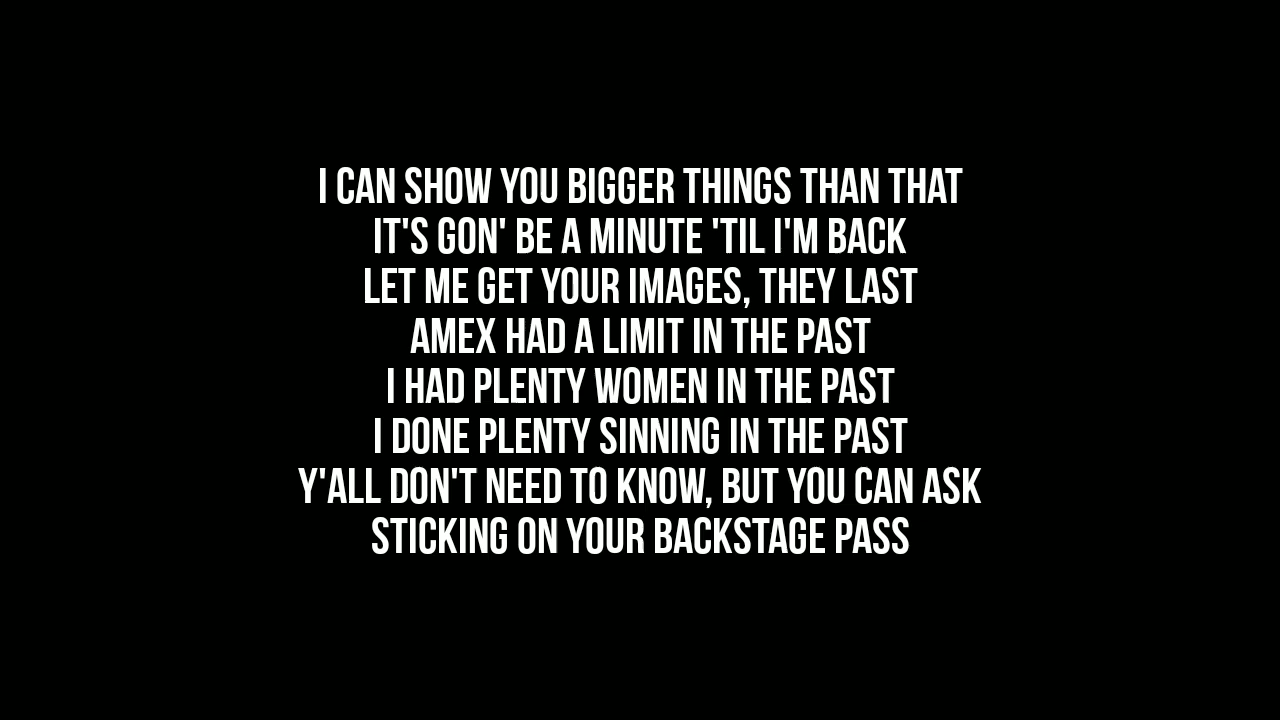 I CAN SHOW YOU BIGGER THINGS THAN THAT
IT'S GON' BE A MINUTE 'TIL I'M BACK
LET ME GET YOUR IMAGES, THEY LAST
AMEX HAD A LIMIT IN THE PAST
I HAD PLENTY WOMEN IN THE PAST
I DONE PLENTY SINNING IN THE PAST
Y'ALL DON'T NEED TO KNOW, BUT YOU CAN ASK
STICKING ON YOUR BACKSTAGE PASS